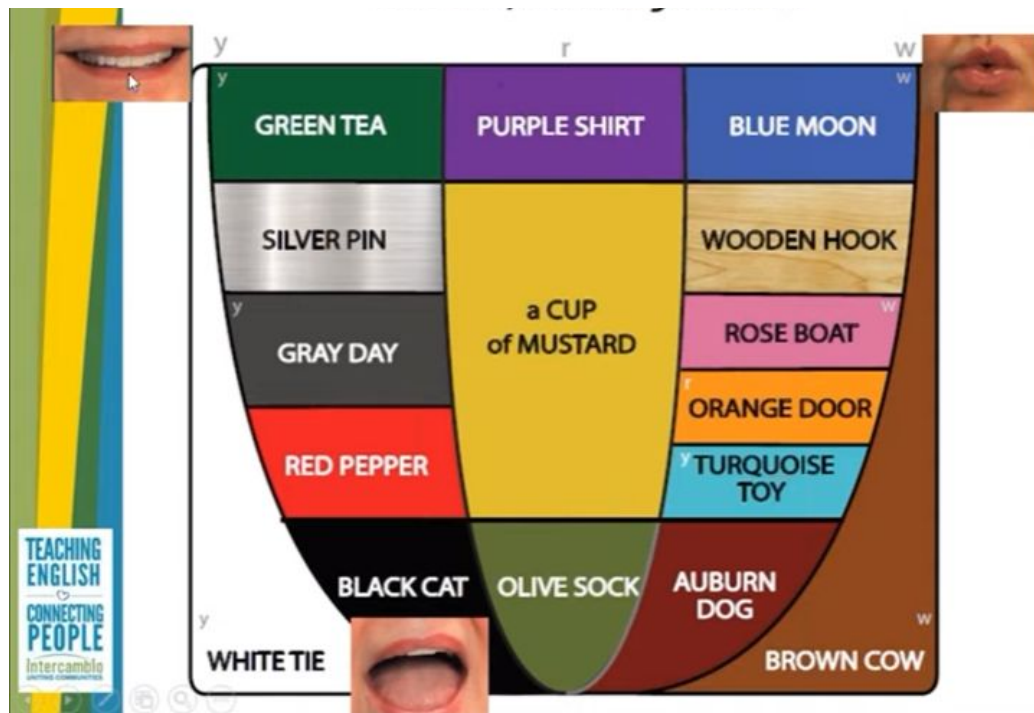 y r w
y w
GREEN TEA PURPLE SHIRT BLUE MOON
SILVER PIN WOODEN HOOK
y w
a CUP
of MUSTARD
ROSE BOAT
GRAY DAY
r
ORANGE DOOR
RED PEPPER
y TURQUOISE
TOY
BLACK CAT OLIVE SOCK AUBURN
DOG
y w
WHITE TIE BROWN COW
TEACHING
ENGLISH
CONNECTING
PEOPLE
Intercambio
UNITING COMMUNITIES